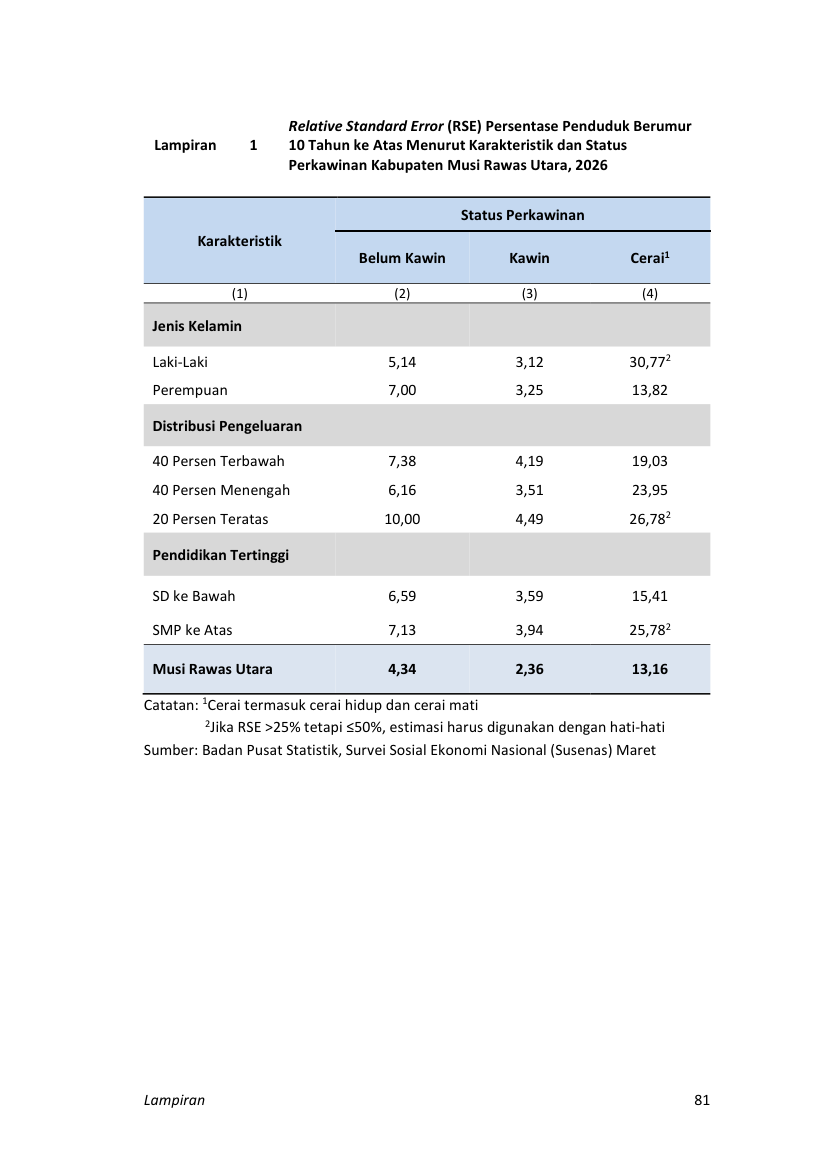 Relative Standard Error (RSE) Persentase Penduduk Berumur
Lampiran 1 10 Tahun ke Atas Menurut Karakteristik dan Status
Perkawinan Kabupaten Musi Rawas Utara, 2026
Karakteristik Status Perkawinan
Belum Kawin Kawin Cerai¹
(1) (2) (3) (4)
Jenis Kelamin
Laki-Laki 5,14 3,12 30,77²
Perempuan 7,00 3,25 13,82
Distribusi Pengeluaran
40 Persen Terbawah 7,38 4,19 19,03
40 Persen Menengah 6,16 3,51 23,95
20 Persen Teratas 10,00 4,49 26,78²
Pendidikan Tertinggi
SD ke Bawah 6,59 3,59 15,41
SMP ke Atas 7,13 3,94 25,78²
Musi Rawas Utara 4,34 2,36 13,16
Catatan: ¹Cerai termasuk cerai hidup dan cerai mati
²Jika RSE >25% tetapi ≤50%, estimasi harus digunakan dengan hati-hati
Sumber: Badan Pusat Statistik, Survei Sosial Ekonomi Nasional (Susenas) Maret
Lampiran 81